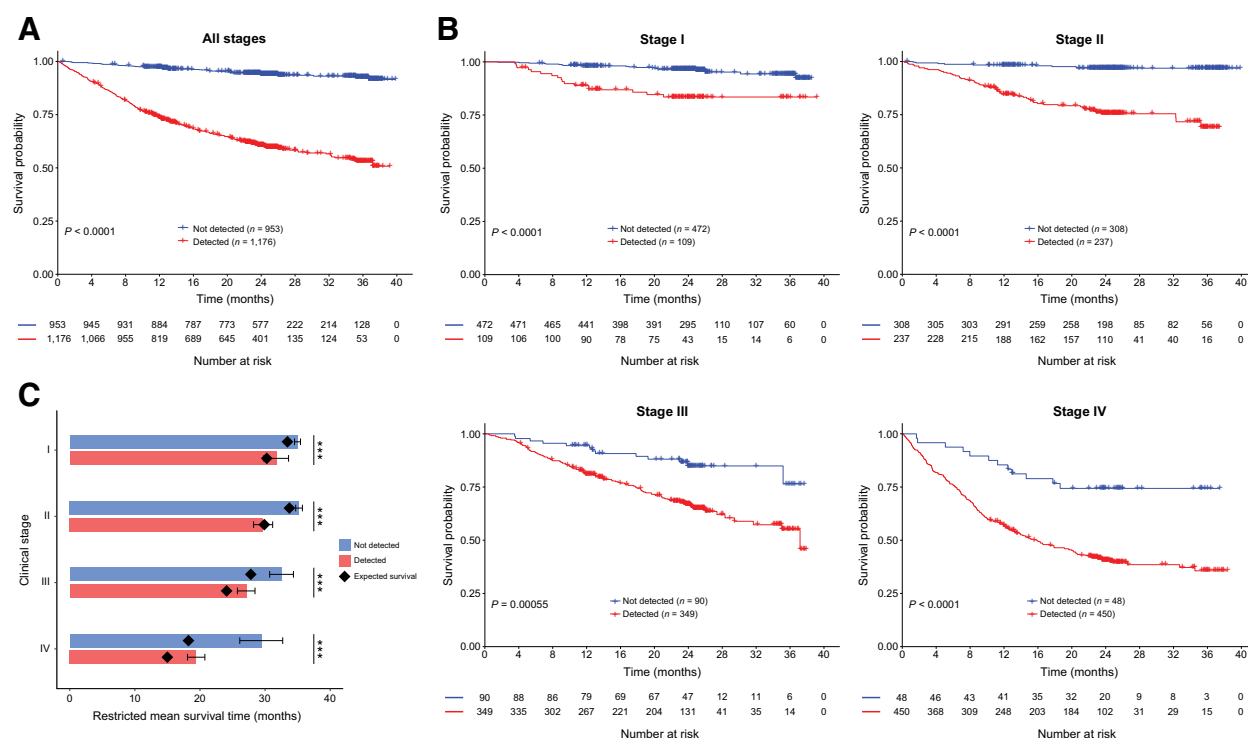 A
All stages
Survival probability
1.00
0.75
0.50
0.25
0.00
P < 0.0001
Not detected (n = 953)
Detected (n = 1,176)
0 4 8 12 16 20 24 28 32 36 40
Time (months)
953 945 931 884 787 773 577 222 214 128 0
1,176 1,066 955 819 689 645 401 135 124 53 0
Number at risk
B
Stage I
Survival probability
1.00
0.75
0.50
0.25
0.00
P < 0.0001
Not detected (n = 472)
Detected (n = 109)
0 4 8 12 16 20 24 28 32 36 40
Time (months)
472 471 465 441 398 391 295 110 107 60 0
109 106 100 90 78 75 43 15 14 6 0
Number at risk
Stage II
Survival probability
1.00
0.75
0.50
0.25
0.00
P < 0.0001
Not detected (n = 308)
Detected (n = 237)
0 4 8 12 16 20 24 28 32 36 40
Time (months)
308 305 303 291 259 258 198 85 82 56 0
237 228 215 188 162 157 110 41 40 16 0
Number at risk
C
Clinical stage
I
II
III
IV
***
***
***
***
Not detected
Detected
Expected survival
0 10 20 30 40
Restricted mean survival time (months)
Stage III
Survival probability
1.00
0.75
0.50
0.25
0.00
P = 0.00055
Not detected (n = 90)
Detected (n = 349)
0 4 8 12 16 20 24 28 32 36 40
Time (months)
90 88 86 79 69 67 47 12 11 6 0
349 335 302 267 221 204 131 41 35 14 0
Number at risk
Stage IV
Survival probability
1.00
0.75
0.50
0.25
0.00
P < 0.0001
Not detected (n = 48)
Detected (n = 450)
0 4 8 12 16 20 24 28 32 36 40
Time (months)
48 46 43 41 35 32 20 9 8 3 0
450 368 309 248 203 184 102 31 29 15 0
Number at risk